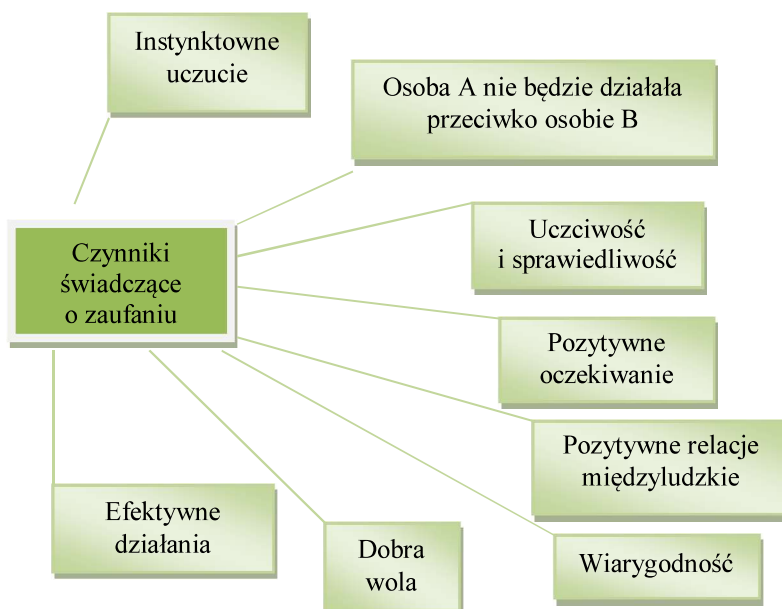 Instynktowne
uczucie
Osoba A nie będzie działała
przeciwko osobie B
Uczciwość
i sprawiedliwość
Czynniki
świadczące
o zaufaniu
Pozytywne
oczekiwanie
Pozytywne relacje
międzyludzkie
Efektywne
działania
Dobra
wola
Wiarygodność